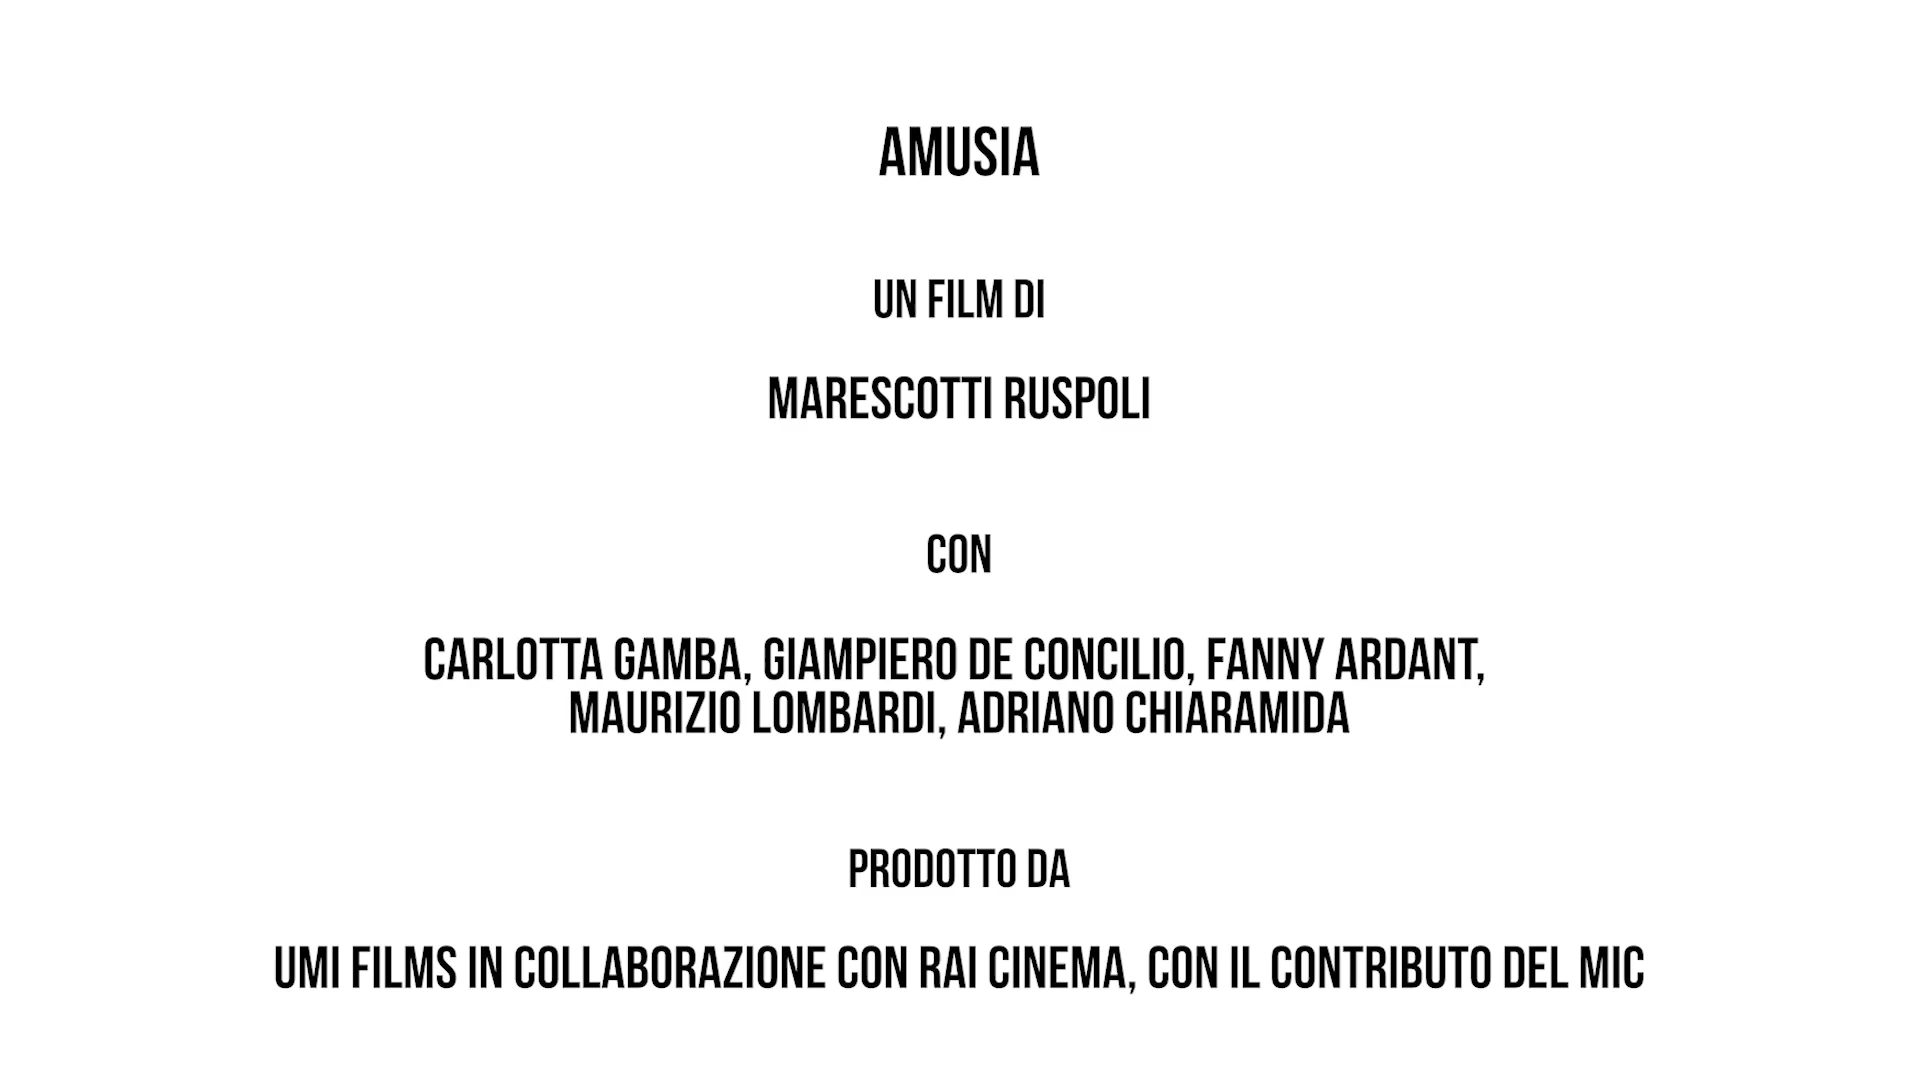 AMUSIA
UN FILM DI
MARESCOTTI RUSPOLI
CON
CARLOTTA GAMBA, GIAMPIERO DE CONCILIO, FANNY ARDANT,
MAURIZIO LOMBARDI, ADRIANO CHIARAMIDA
PRODOTTO DA
UMI FILMS IN COLLABORAZIONE CON RAI CINEMA, CON IL CONTRIBUTO DEL MIC